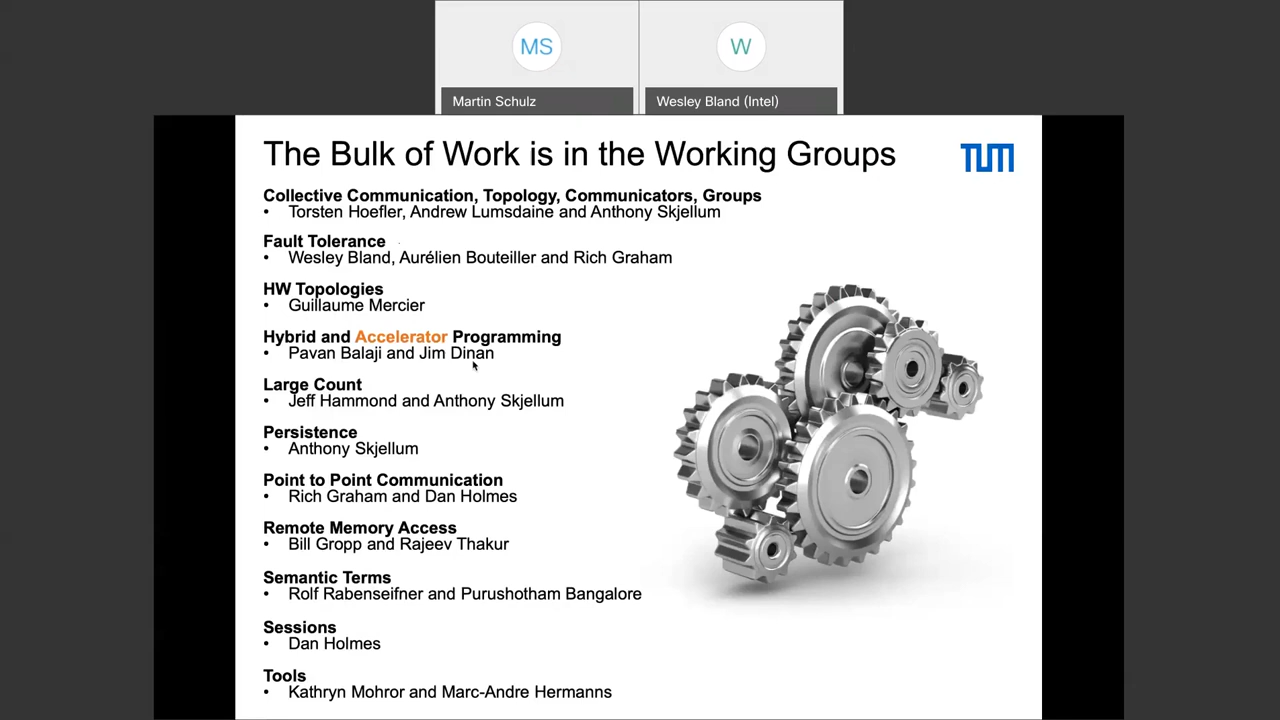 MS
W
Martin Schulz
Wesley Bland (Intel)
The Bulk of Work is in the Working Groups
TUM
Collective Communication, Topology, Communicators, Groups
• Torsten Hoefler, Andrew Lumsdaine and Anthony Skjellum
Fault Tolerance
• Wesley Bland, Aurélien Bouteiller and Rich Graham
HW Topologies
• Guillaume Mercier
Hybrid and Accelerator Programming
• Pavan Balaji and Jim Dinan
Large Count
• Jeff Hammond and Anthony Skjellum
Persistence
• Anthony Skjellum
Point to Point Communication
• Rich Graham and Dan Holmes
Remote Memory Access
• Bill Gropp and Rajeev Thakur
Semantic Terms
• Rolf Rabenseifner and Purushotham Bangalore
Sessions
• Dan Holmes
Tools
• Kathryn Mohror and Marc-Andre Hermanns